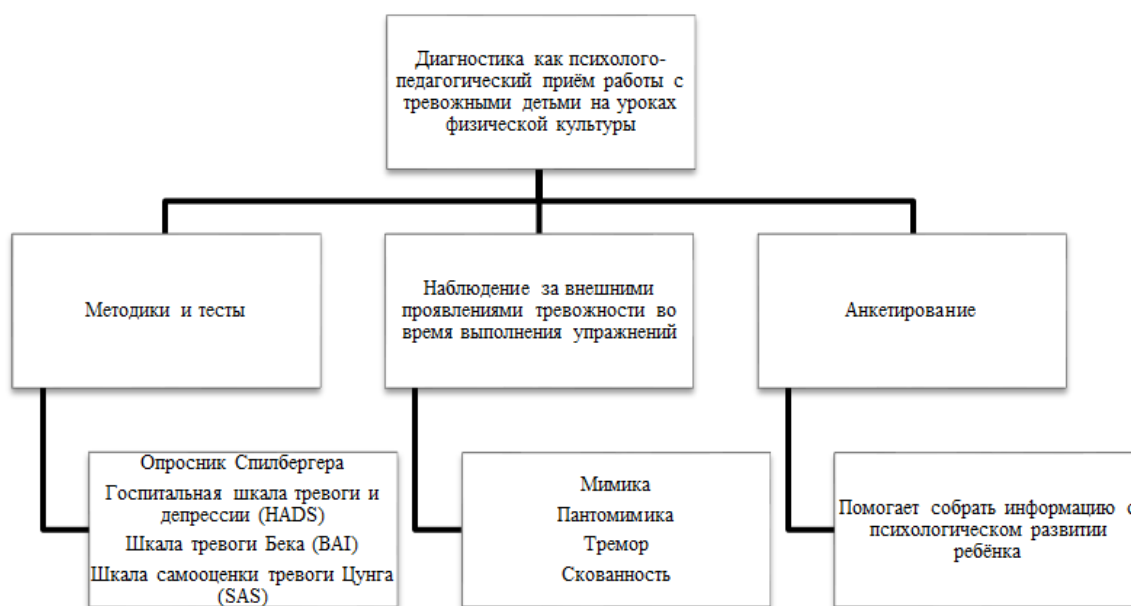 Диагностика как психолого-
педагогический приём работы с
тревожными детьми на уроках
физической культуры
Методики и тесты
Наблюдение за внешними
проявлениями тревожности во
время выполнения упражнений
Анкетирование
Опросник Спилбергера
Госпитальная шкала тревоги и
депрессии (HADS)
Шкала тревоги Бека (BAI)
Шкала самооценки тревоги Цунга
(SAS)
Мимика
Пантомимика
Тремор
Скованность
Помогает собрать информацию о
психологическом развитии
ребёнка